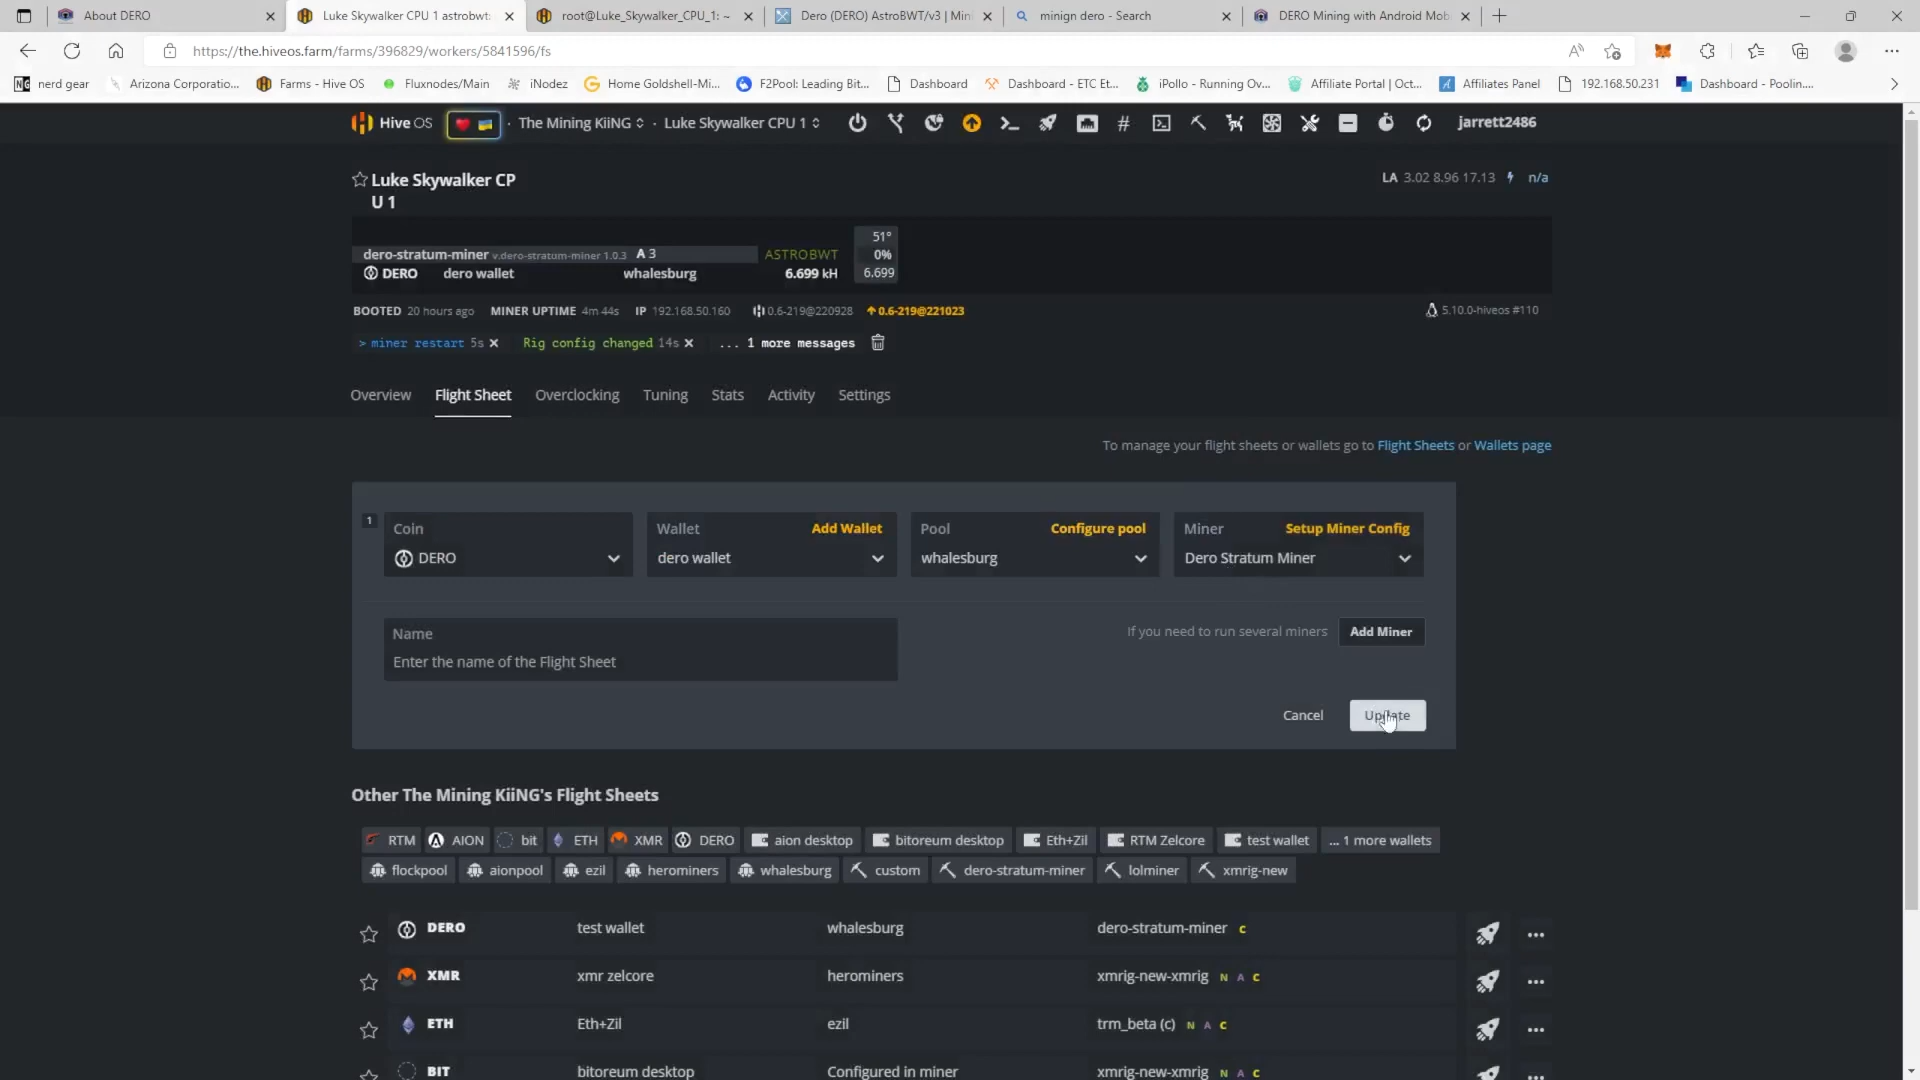 About DERO
Luke Skywalker CPU 1 astrobwt:
root@Luke_Skywalker_CPU_1: ~
Dero (DERO) AstroBWT/v3 | Mini
minign dero - Search
DERO Mining with Android Mob
https://the.hiveos.farm/farms/396829/workers/5841596/fs
nerd gear
Arizona Corporatio...
Farms - Hive OS
Fluxnodes/Main
iNodez
Home Goldshell-Mi...
F2Pool: Leading Bit...
Dashboard
Dashboard - ETC Et...
iPollo - Running Ov...
Affiliate Portal | Oct...
Affiliates Panel
192.168.50.231
Dashboard - Poolin....
Hive OS
· The Mining KiiNG
· Luke Skywalker CPU 1
jarrett2486
Luke Skywalker CP
U 1
LA 3.02 8.96 17.13 n/a
dero-stratum-miner v.dero-stratum-miner 1.0.3 A 3
ASTROBWT
51°
0%
DERO dero wallet whalesburg 6.699 kH 6.699
BOOTED 20 hours ago MINER UPTIME 4m 44s IP 192.168.50.160 0.6-219@220928 0.6-219@221023
5.10.0-hiveos #110
> miner restart 5s Rig config changed 14s ... 1 more messages
Overview Flight Sheet Overclocking Tuning Stats Activity Settings
To manage your flight sheets or wallets go to Flight Sheets or Wallets page
1
Coin
DERO
Wallet Add Wallet
dero wallet
Pool Configure pool
whalesburg
Miner Setup Miner Config
Dero Stratum Miner
Name
Enter the name of the Flight Sheet
If you need to run several miners Add Miner
Cancel Update
Other The Mining KiiNG's Flight Sheets
RTM AION bit ETH XMR DERO aion desktop bitoreum desktop Eth+Zil RTM Zelcore test wallet ... 1 more wallets
flockpool aionpool ezil herominers whalesburg custom dero-stratum-miner lolminer xmrig-new
DERO test wallet whalesburg dero-stratum-miner C
XMR xmr zelcore herominers xmrig-new-xmrig N A C
ETH Eth+Zil ezil trm_beta (c) N A C
BIT bitoreum desktop Configured in miner xmrig-new-xmrig N A C